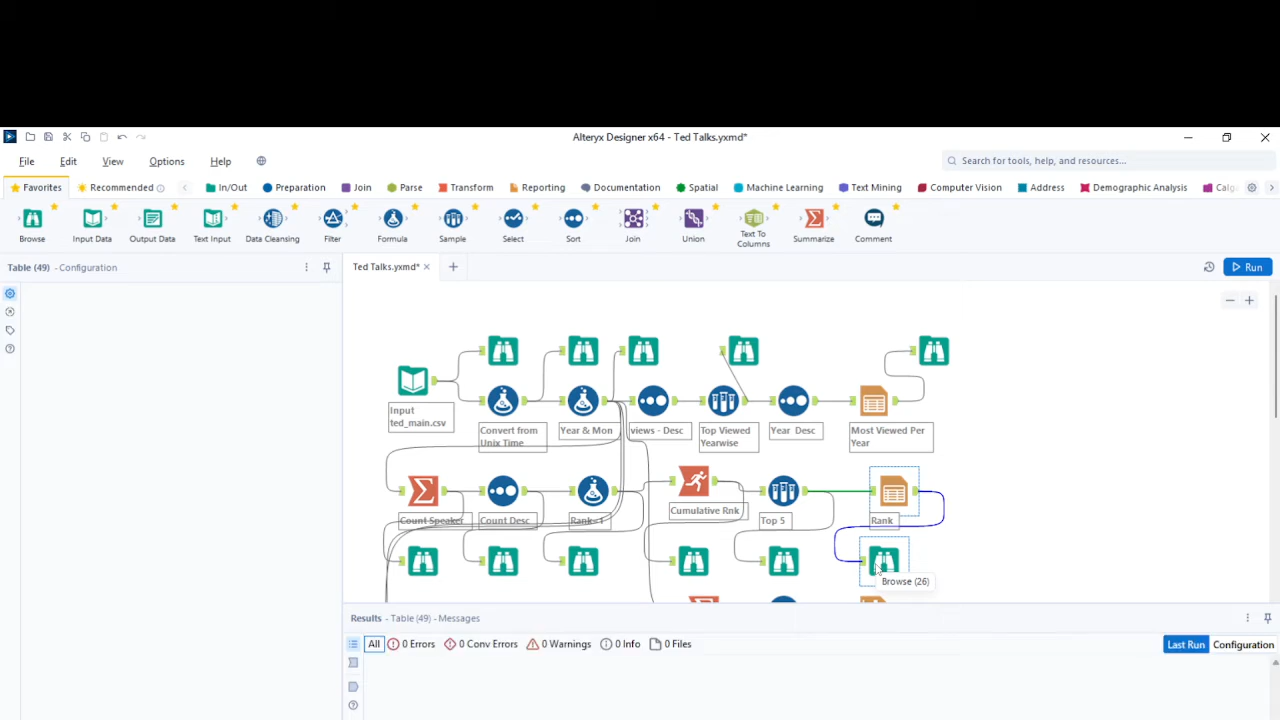 Alteryx Designer x64 - Ted Talks.yxmd*
File Edit View Options Help
Search for tools, help, and resources...
Favorites Recommended In/Out Preparation Join Parse Transform Reporting Documentation Spatial Machine Learning Text Mining Computer Vision Address Demographic Analysis Calg
Browse Input Data Output Data Text Input Data Cleansing Filter Formula Sample Select Sort Join Union Text To Columns Summarize Comment
Table (49) - Configuration
Ted Talks.yxmd*
Run
Input
ted_main.csv
Convert from
Unix Time
Year & Mon
views - Desc
Top Viewed
Yearwise
Year Desc
Most Viewed Per
Year
Count Speaker
Count Desc
Rank=1
Cumulative Rnk
Top 5
Rank
Browse (26)
Results - Table (49) - Messages
All 0 Errors 0 Conv Errors 0 Warnings 0 Info 0 Files
Last Run Configuration